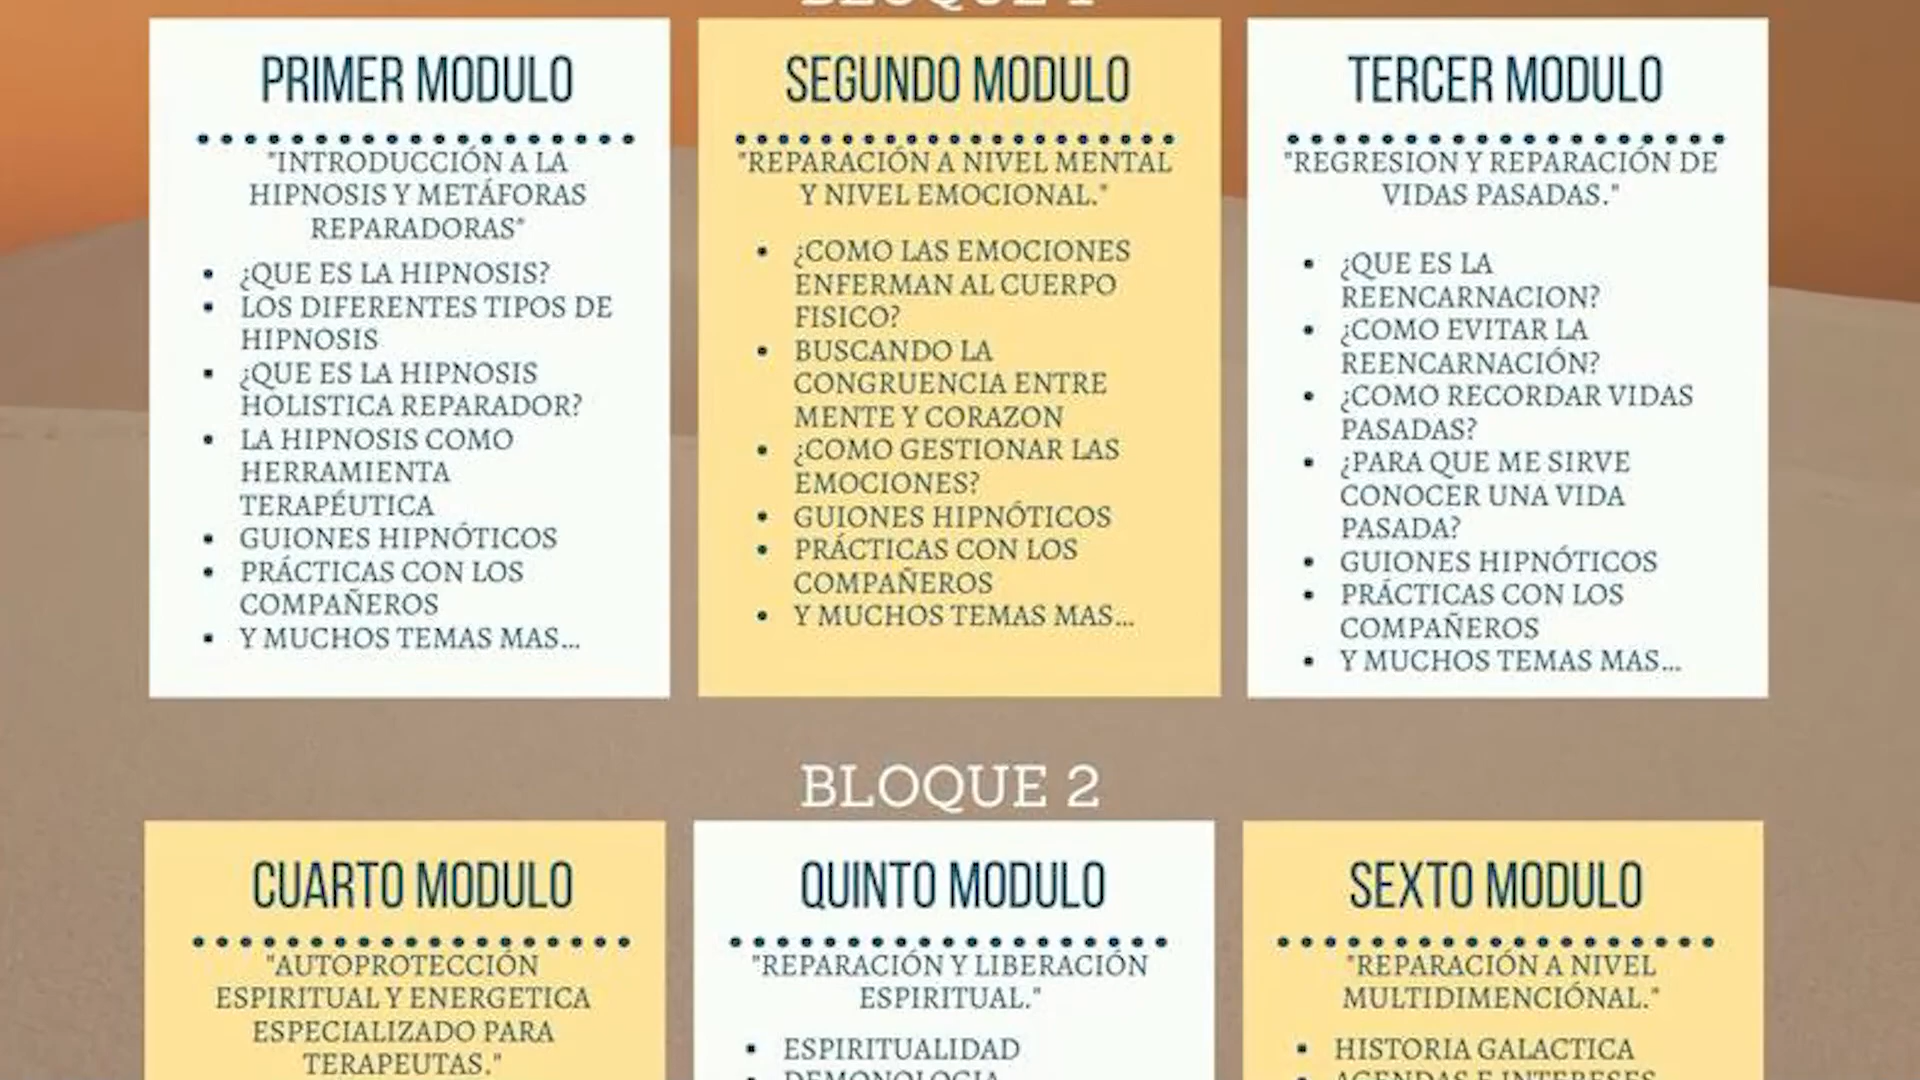 BLOQUE 1
PRIMER MODULO
"INTRODUCCIÓN A LA
HIPNOSIS Y METÁFORAS
REPARADORAS"
• ¿QUE ES LA HIPNOSIS?
• LOS DIFERENTES TIPOS DE
HIPNOSIS
• ¿QUE ES LA HIPNOSIS
HOLISTICA REPARADOR?
• LA HIPNOSIS COMO
HERRAMIENTA
TERAPÉUTICA
• GUIONES HIPNÓTICOS
• PRÁCTICAS CON LOS
COMPAÑEROS
• Y MUCHOS TEMAS MAS...
SEGUNDO MODULO
"REPARACIÓN A NIVEL MENTAL
Y NIVEL EMOCIONAL."
• ¿COMO LAS EMOCIONES
ENFERMAN AL CUERPO
FISICO?
• BUSCANDO LA
CONGRUENCIA ENTRE
MENTE Y CORAZON
• ¿COMO GESTIONAR LAS
EMOCIONES?
• GUIONES HIPNÓTICOS
• PRÁCTICAS CON LOS
COMPAÑEROS
• Y MUCHOS TEMAS MAS...
TERCER MODULO
"REGRESION Y REPARACIÓN DE
VIDAS PASADAS."
• ¿QUE ES LA
REENCARNACION?
• ¿COMO EVITAR LA
REENCARNACIÓN?
• ¿COMO RECORDAR VIDAS
PASADAS?
• ¿PARA QUE ME SIRVE
CONOCER UNA VIDA
PASADA?
• GUIONES HIPNÓTICOS
• PRÁCTICAS CON LOS
COMPAÑEROS
• Y MUCHOS TEMAS MAS...
BLOQUE 2
CUARTO MODULO
"AUTOPROTECCIÓN
ESPIRITUAL Y ENERGETICA
ESPECIALIZADO PARA
TERAPEUTAS."
QUINTO MODULO
"REPARACIÓN Y LIBERACIÓN
ESPIRITUAL."
• ESPIRITUALIDAD
DEMONOLOGIA
SEXTO MODULO
"REPARACIÓN A NIVEL
MULTIDIMENCIÓNAL."
• HISTORIA GALACTICA
AGENDAS E INTERESES